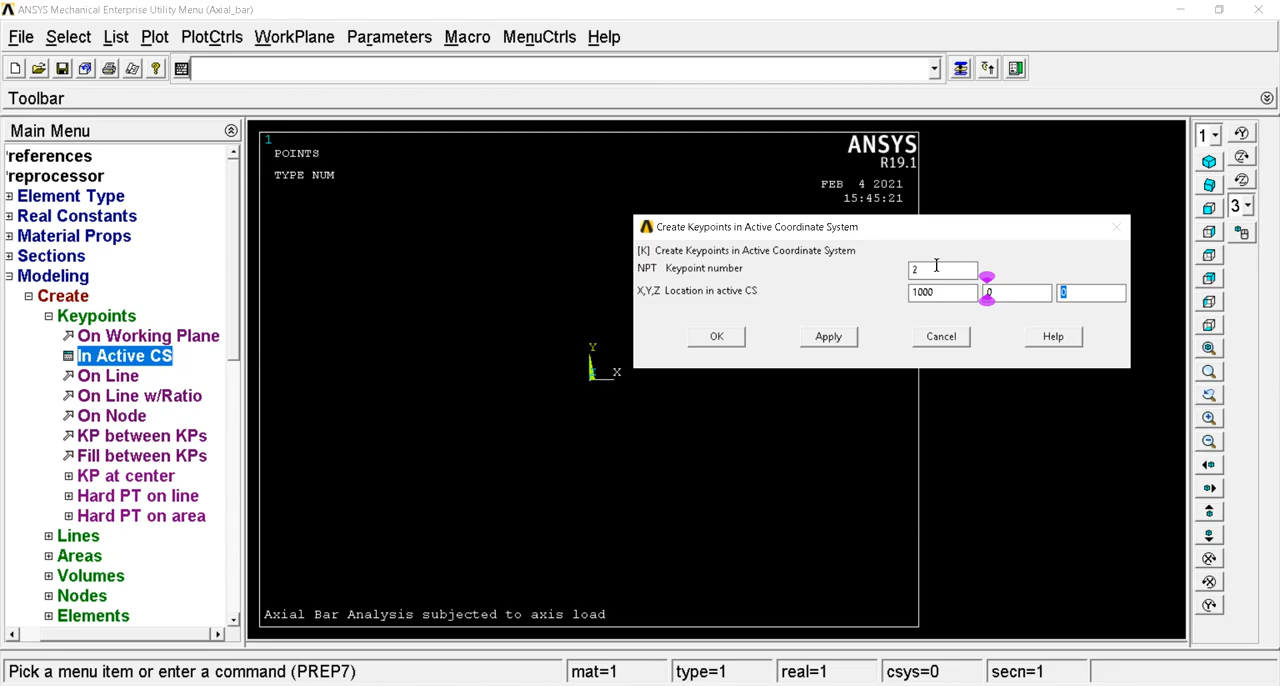 ANSYS Mechanical Enterprise Utility Menu (Axial_bar)
File Select List Plot PlotCtrls WorkPlane Parameters Macro MenuCtrls Help
Toolbar
Main Menu
references
reprocessor
Element Type
Real Constants
Material Props
Sections
Modeling
Create
Keypoints
On Working Plane
In Active CS
On Line
On Line w/Ratio
On Node
KP between KPs
Fill between KPs
KP at center
Hard PT on line
Hard PT on area
Lines
Areas
Volumes
Nodes
Elements
1
POINTS
TYPE NUM
ANSYS
R19.1
FEB 4 2021
15:45:21
Y
X
Axial Bar Analysis subjected to axis load
Create Keypoints in Active Coordinate System
[K] Create Keypoints in Active Coordinate System
NPT Keypoint number 2
X,Y,Z Location in active CS 1000 0 0
OK Apply Cancel Help
1
3
Pick a menu item or enter a command (PREP7) mat=1 type=1 real=1 csys=0 secn=1